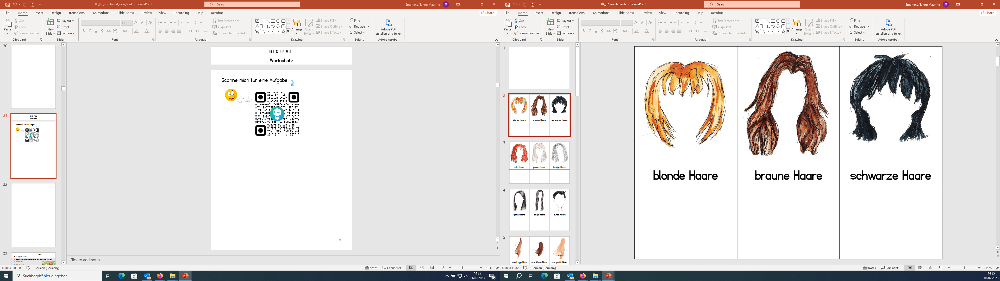 05_07_combined_new_font - PowerPoint
Search
Stephens, Tanne Maurine
ST
File Home Insert Design Transitions Animations Slide Show Review View Recording Help Acrobat
Share
Paste
Cut
Copy
Format Painter
Clipboard
New Slide
Layout
Reset
Section
Slides
14
Font
Paragraph
Text Direction
Align Text
Convert to SmartArt
Arrange
Quick Styles
Shape Fill
Shape Outline
Shape Effects
Drawing
Find
Replace
Select
Editing
Adobe PDF
erstellen und teilen
Adobe Acrobat
30
31
32
33
DIGITAL
Wortschatz
Scanne mich für eine Aufgabe
Lumi
31
Click to add notes
Slide 31 of 155
German (Germany)
Notes
Comments
76 %
Suchbegriff hier eingeben
14:35
06.07.2023
19
04_07 vocab cards - PowerPoint
Search
Stephens, Tanne Maurine
ST
File Home Insert Design Transitions Animations Slide Show Review View Recording Help Acrobat
Share
Paste
Cut
Copy
Format Painter
Clipboard
New Slide
Layout
Reset
Section
Slides
Font
Paragraph
Text Direction
Align Text
Convert to SmartArt
Arrange
Quick Styles
Shape Fill
Shape Outline
Shape Effects
Drawing
Find
Replace
Select
Editing
Adobe PDF
erstellen und teilen
Adobe Acrobat
1
2
blonde Haare braune Haare schwarze Haare
3
rote Haare graue Haare lockige Haare
4
glatte Haare lange Haare kurze Haare
5
eine lange Nase eine kleine Nase eine große Nase
blonde Haare
braune Haare
schwarze Haare
Slide 2 of 20
German (Germany)
Notes
Comments
114 %
14:35
06.07.2023